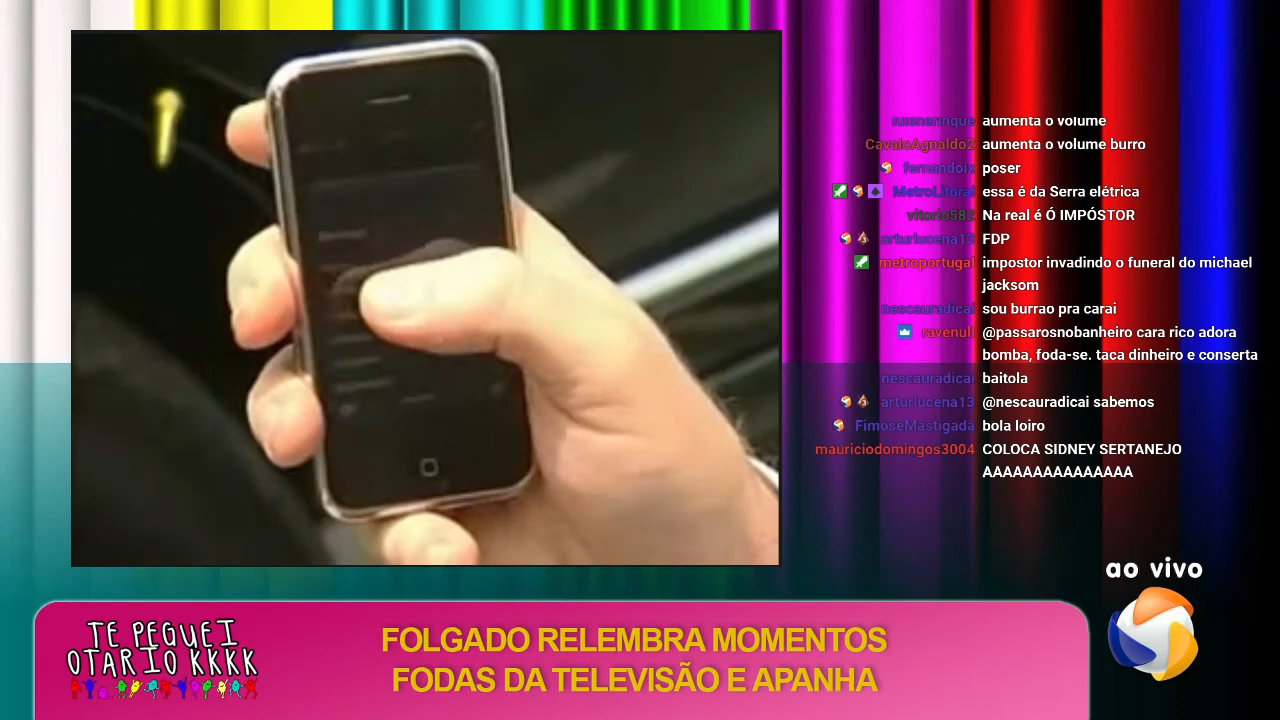 aumenta o volume
CavaloAgnaldo2 aumenta o volume burro
fernandoix poser
MetroLitoral essa é da Serra elétrica
vitorio582 Na real é Ó IMPÓSTOR
arturlucena13 FDP
metroportugal impostor invadindo o funeral do michael
jacksom
nescauradicai sou burrao pra carai
ravenull @passarosnobanheiro cara rico adora
bomba, foda-se. taca dinheiro e conserta
nescauradicai baitola
arturlucena13 @nescauradicai sabemos
FimoseMastigada bola loiro
mauriciodomingos3004 COLOCA SIDNEY SERTANEJO
AAAAAAAAAAAAAAA
ao vivo
TE PEGUEI
OTARIO KKKK
FOLGADO RELEMBRA MOMENTOS
FODAS DA TELEVISÃO E APANHA